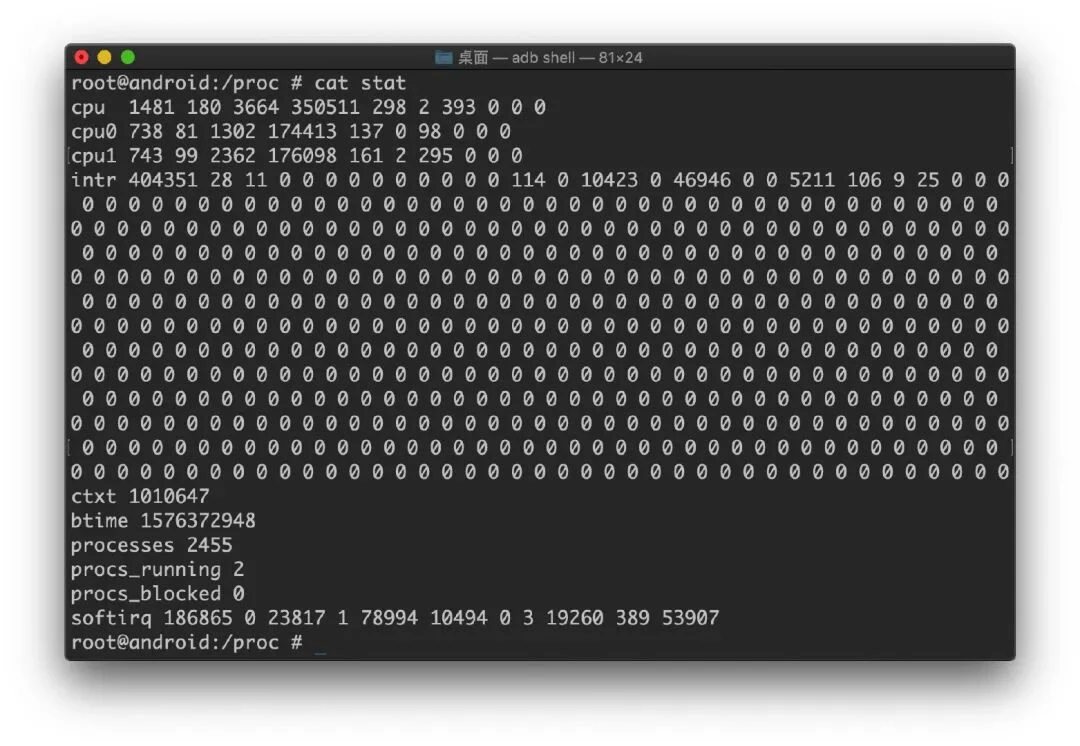 桌面 — adb shell — 81×24
root@android:/proc # cat stat
cpu  1481 180 3664 350511 298 2 393 0 0 0
cpu0 738 81 1302 174413 137 0 98 0 0 0
cpu1 743 99 2362 176098 161 2 295 0 0 0
intr 404351 28 11 0 0 0 0 0 0 0 0 0 0 114 0 10423 0 46946 0 0 5211 106 9 25 0 0 0
 0 0 0 0 0 0 0 0 0 0 0 0 0 0 0 0 0 0 0 0 0 0 0 0 0 0 0 0 0 0 0 0 0 0 0 0 0 0 0 0
0 0 0 0 0 0 0 0 0 0 0 0 0 0 0 0 0 0 0 0 0 0 0 0 0 0 0 0 0 0 0 0 0 0 0 0 0 0 0 0 0
 0 0 0 0 0 0 0 0 0 0 0 0 0 0 0 0 0 0 0 0 0 0 0 0 0 0 0 0 0 0 0 0 0 0 0 0 0 0 0 0
0 0 0 0 0 0 0 0 0 0 0 0 0 0 0 0 0 0 0 0 0 0 0 0 0 0 0 0 0 0 0 0 0 0 0 0 0 0 0 0 0
 0 0 0 0 0 0 0 0 0 0 0 0 0 0 0 0 0 0 0 0 0 0 0 0 0 0 0 0 0 0 0 0 0 0 0 0 0 0 0 0
0 0 0 0 0 0 0 0 0 0 0 0 0 0 0 0 0 0 0 0 0 0 0 0 0 0 0 0 0 0 0 0 0 0 0 0 0 0 0 0 0
 0 0 0 0 0 0 0 0 0 0 0 0 0 0 0 0 0 0 0 0 0 0 0 0 0 0 0 0 0 0 0 0 0 0 0 0 0 0 0 0
0 0 0 0 0 0 0 0 0 0 0 0 0 0 0 0 0 0 0 0 0 0 0 0 0 0 0 0 0 0 0 0 0 0 0 0 0 0 0 0 0
 0 0 0 0 0 0 0 0 0 0 0 0 0 0 0 0 0 0 0 0 0 0 0 0 0 0 0 0 0 0 0 0 0 0 0 0 0 0 0 0
0 0 0 0 0 0 0 0 0 0 0 0 0 0 0 0 0 0 0 0 0 0 0 0 0 0 0 0 0 0 0 0 0 0 0 0 0 0 0 0 0
 0 0 0 0 0 0 0 0 0 0 0 0 0 0 0 0 0 0 0 0 0 0 0 0 0 0 0 0 0 0 0 0 0 0 0 0 0 0 0 0
0 0 0 0 0 0 0 0 0 0 0 0 0 0 0 0 0 0 0 0 0 0 0 0 0 0 0 0 0 0 0 0 0 0 0 0 0 0 0 0 0
ctxt 1010647
btime 1576372948
processes 2455
procs_running 2
procs_blocked 0
softirq 186865 0 23817 1 78994 10494 0 3 19260 389 53907
root@android:/proc #